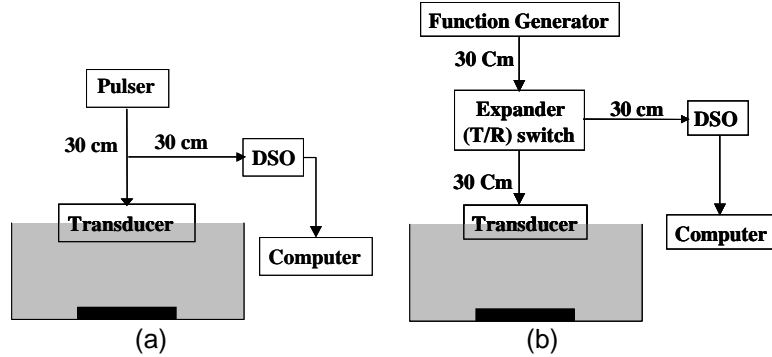 Pulser
30 cm
30 cm
DSO
Transducer
Computer
(a)
Function Generator
30 Cm
Expander
(T/R) switch
30 cm
DSO
30 Cm
Transducer
Computer
(b)